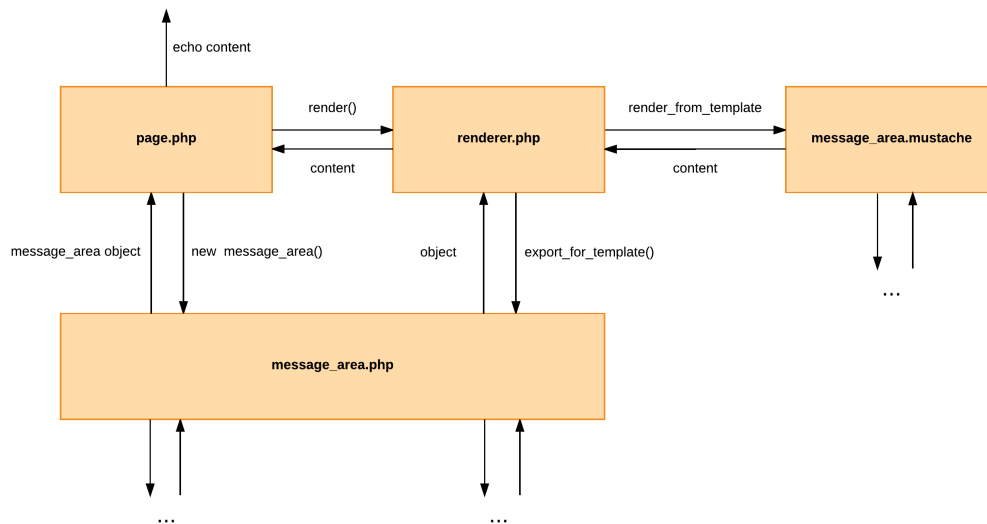 echo content
render()
render_from_template
page.php
renderer.php
message_area.mustache
content
content
message_area object
new  message_area()
object
export_for_template()
...
message_area.php
...
...